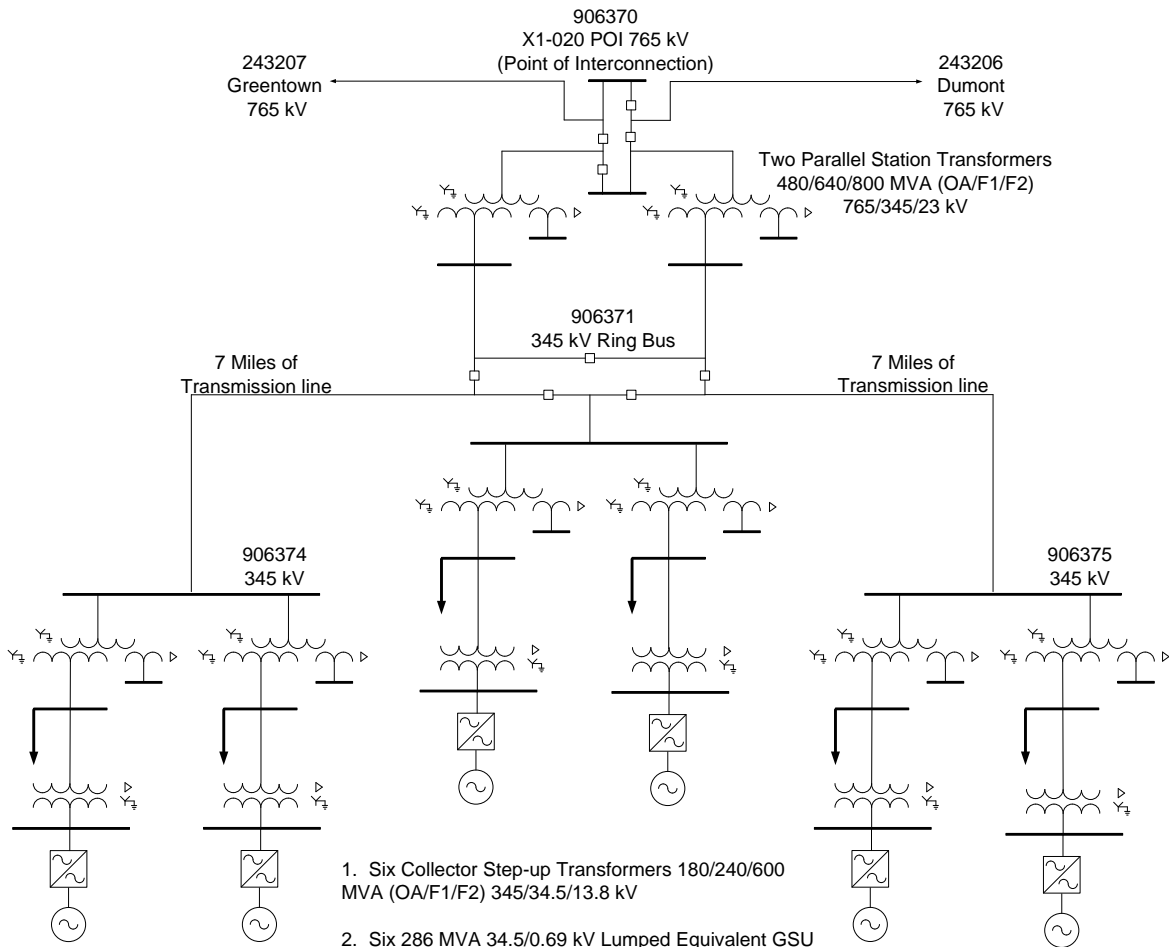 906370
X1-020 POI 765 kV
(Point of Interconnection)
243207
Greentown
765 kV
243206
Dumont
765 kV
Two Parallel Station Transformers
480/640/800 MVA (OA/F1/F2)
765/345/23 kV
906371
345 kV Ring Bus
7 Miles of
Transmission line
7 Miles of
Transmission line
906374
345 kV
906375
345 kV
1. Six Collector Step-up Transformers 180/240/600
MVA (OA/F1/F2) 345/34.5/13.8 kV
2. Six 286 MVA 34.5/0.69 kV Lumped Equivalent GSU